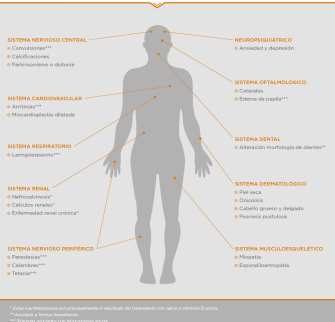 SISTEMA NERVIOSO CENTRAL
Convulsiones***
Calcificaciones
Parkinsonismo o distonía
SISTEMA CARDIOVASCULAR
Arritmias***
Miocardiopatía dilatada
SISTEMA RESPIRATORIO
Laringoespasmo***
SISTEMA RENAL
Nefrocalcinosis*
Cálculos renales*
Enfermedad renal crónica*
SISTEMA NERVIOSO PERIFÉRICO
Parestesias***
Calambres***
Tetania***
NEUROPSIQUIÁTRICO
Ansiedad y depresión
SISTEMA OFTALMOLÓGICO
Cataratas
Edema de papila***
SISTEMA DENTAL
Alteración morfología de dientes**
SISTEMA DERMATOLÓGICO
Piel seca
Onicolisis
Cabello grueso y delgado
Psoriasis pustulosa
SISTEMA MUSCULOESQUELÉTICO
Miopatía
Espondiloartropatía
* Estas manifestaciones son principalmente el resultado del tratamiento con calcio y vitamina D activa.
** Asociado a formas hereditarias.